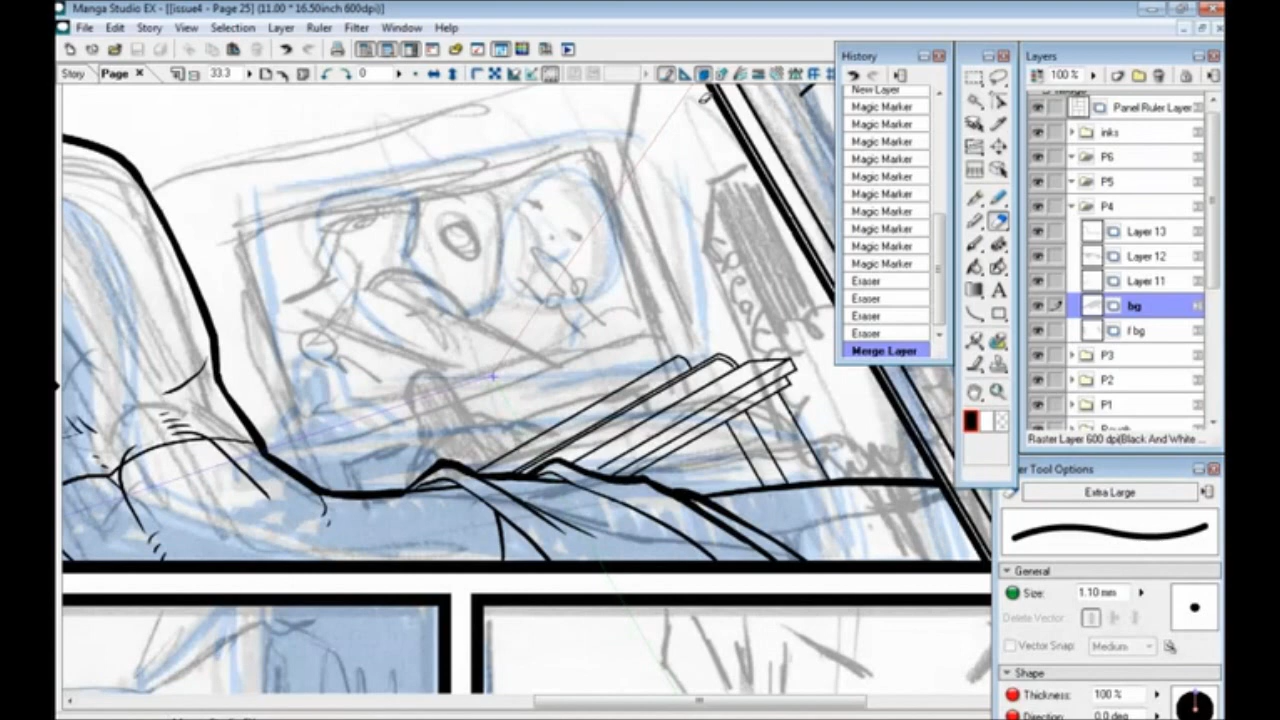 Manga Studio EX - [[issue4 - Page 25] (11.00 * 16.50inch 600dpi)]
File Edit Story View Selection Layer Ruler Filter Window Help
Story Page 33.3 0
History
New Layer
Magic Marker
Magic Marker
Magic Marker
Magic Marker
Magic Marker
Magic Marker
Magic Marker
Magic Marker
Magic Marker
Magic Marker
Eraser
Eraser
Eraser
Eraser
Merge Layer
Layers
100 %
Panel Ruler Layer
inks
P6
P5
P4
Layer 13
Layer 12
Layer 11
bg
f bg
P3
P2
P1
Rough
Raster Layer 600 dpi(Black And White ...
er Tool Options
Extra Large
General
Size: 1.10 mm
Delete Vector:
Vector Snap: Medium
Shape
Thickness: 100 %
Direction: 0.0 deg